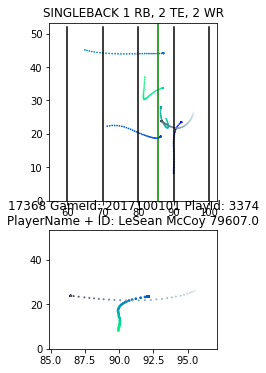 SINGLEBACK 1 RB, 2 TE, 2 WR
50
40
30
20
10
0
60 70 80 90 100
17368 GameId: 2017100101 PlayId: 3374
PlayerName + ID: LeSean McCoy 79607.0
40
20
0
85.0 87.5 90.0 92.5 95.0